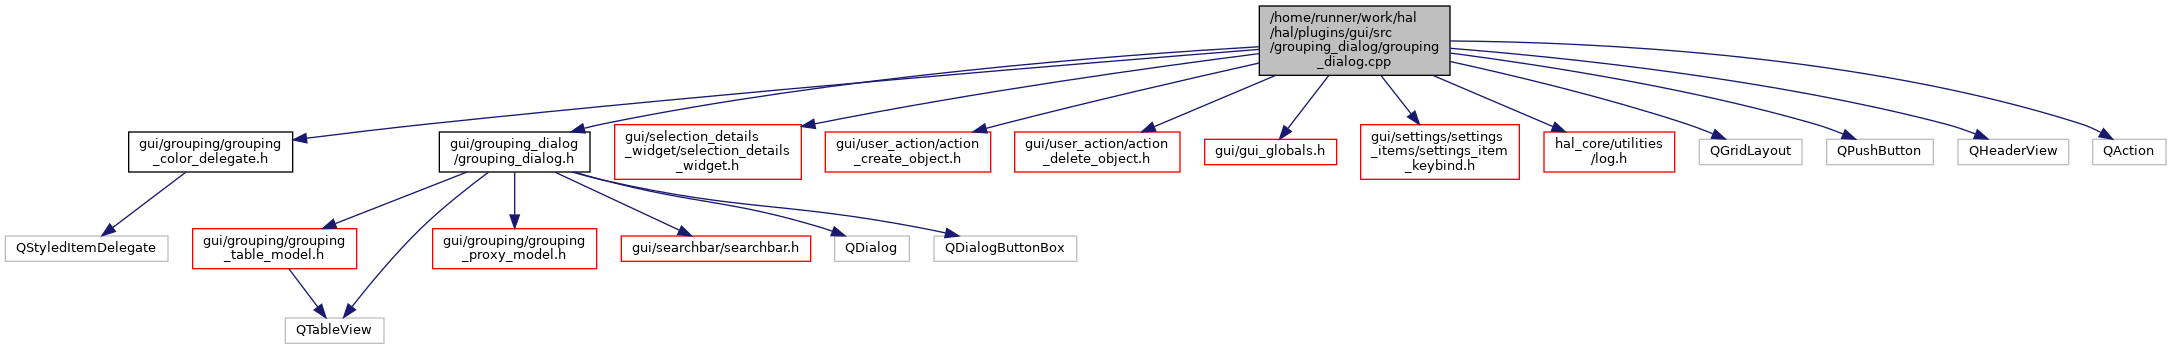 /home/runner/work/hal
/hal/plugins/gui/src
/grouping_dialog/grouping
_dialog.cpp
gui/grouping/grouping
_color_delegate.h
gui/grouping_dialog
/grouping_dialog.h
gui/selection_details
_widget/selection_details
_widget.h
gui/user_action/action
_create_object.h
gui/user_action/action
_delete_object.h
gui/gui_globals.h
gui/settings/settings
_items/settings_item
_keybind.h
hal_core/utilities
/log.h
QGridLayout
QPushButton
QHeaderView
QAction
QStyledItemDelegate
gui/grouping/grouping
_table_model.h
gui/grouping/grouping
_proxy_model.h
gui/searchbar/searchbar.h
QDialog
QDialogButtonBox
QTableView